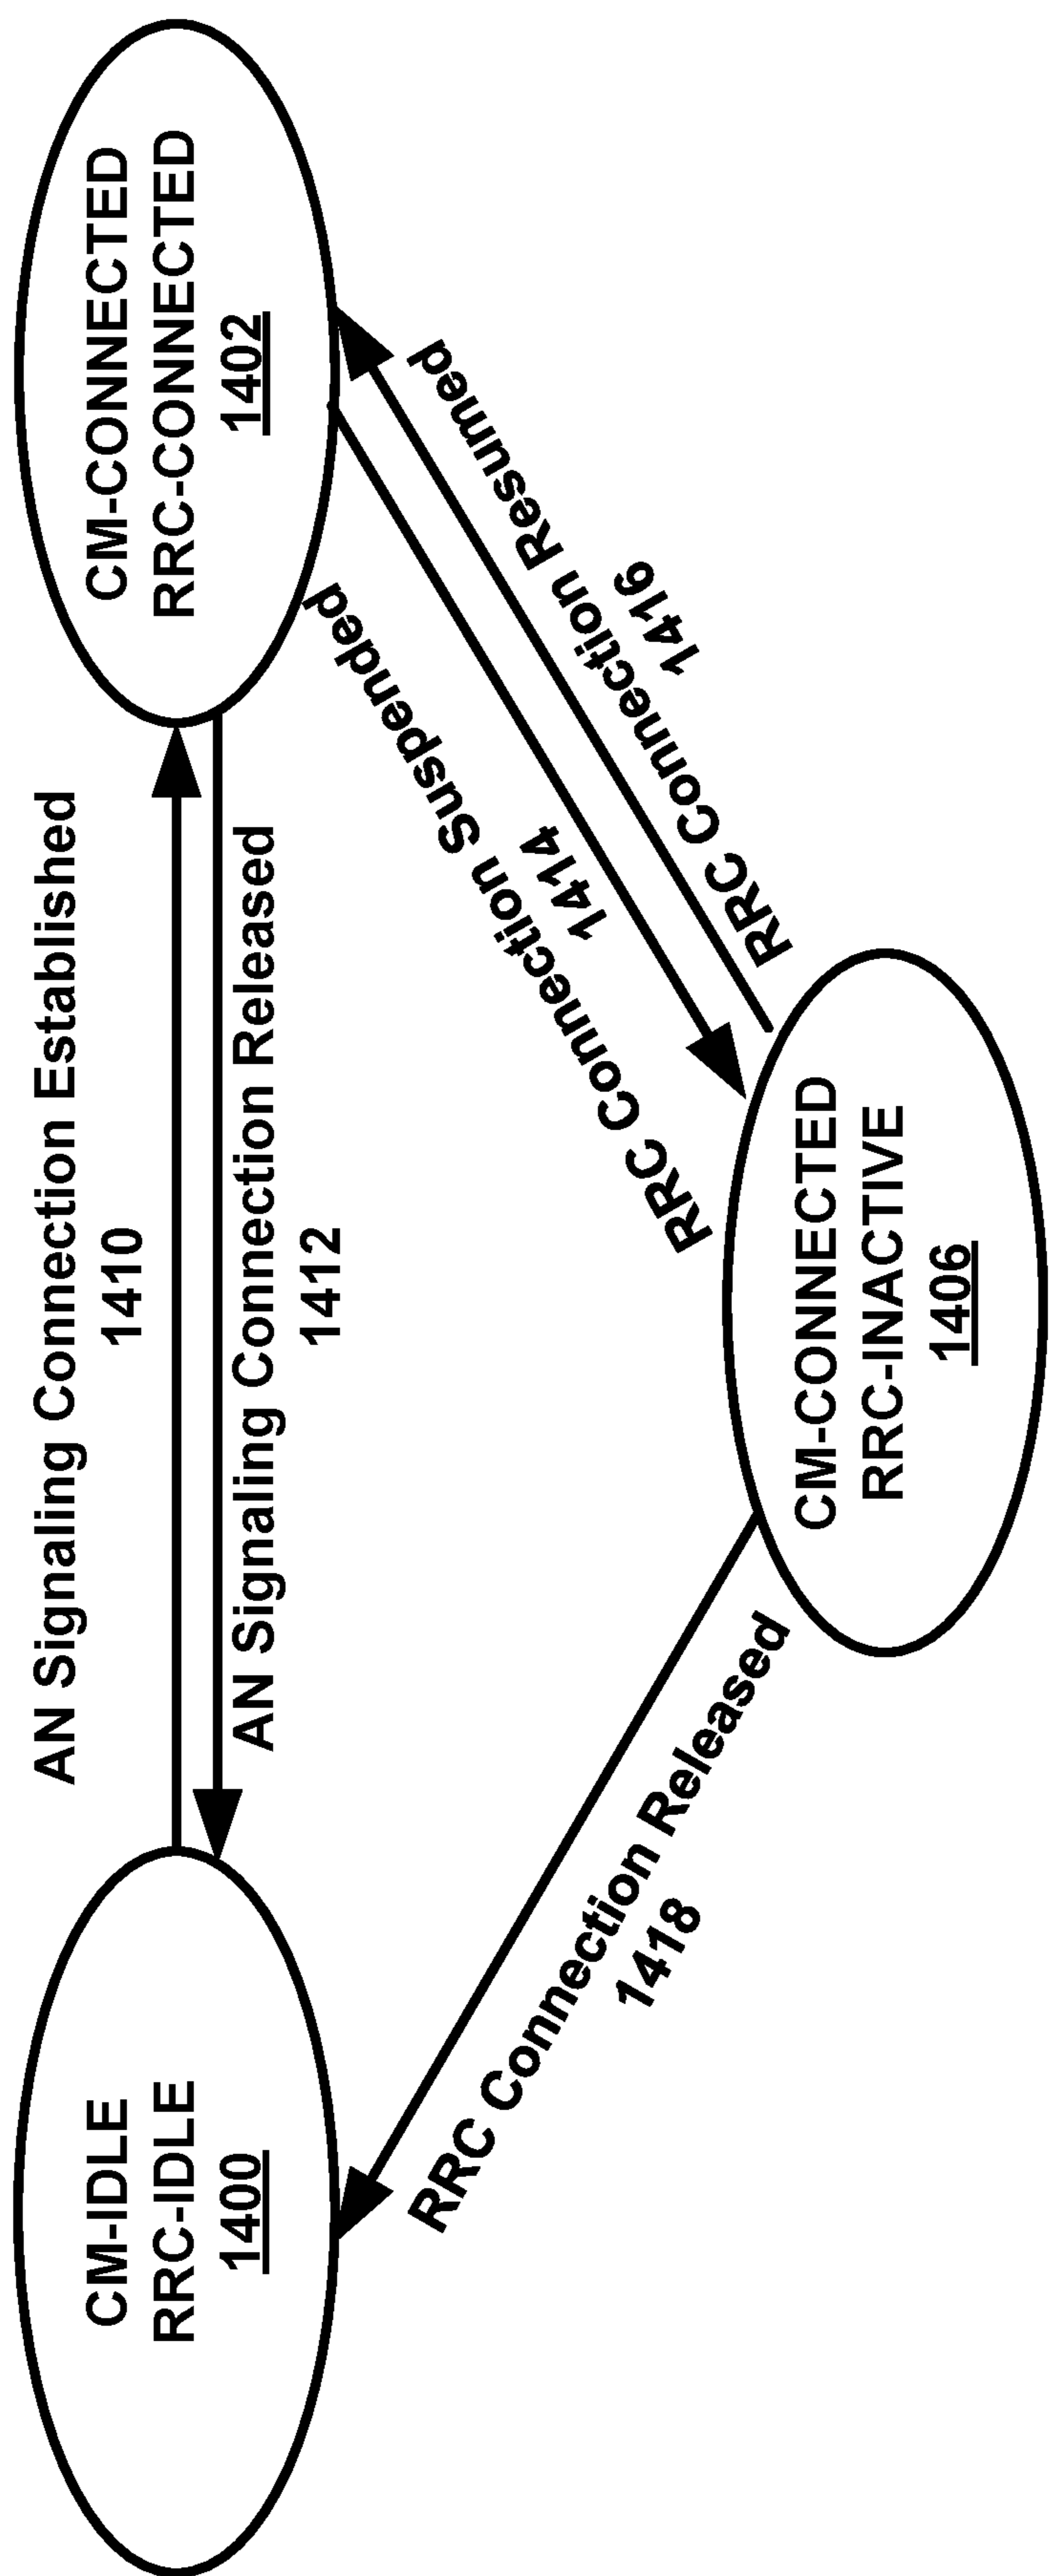 CM-IDLE
RRC-IDLE
1400
AN Signaling Connection Established
1410
AN Signaling Connection Released
1412
CM-CONNECTED
RRC-CONNECTED
1402
RRC Connection Released
1418
RRC Connection Suspended
1414
RRC Connection Resumed
1416
CM-CONNECTED
RRC-INACTIVE
1406